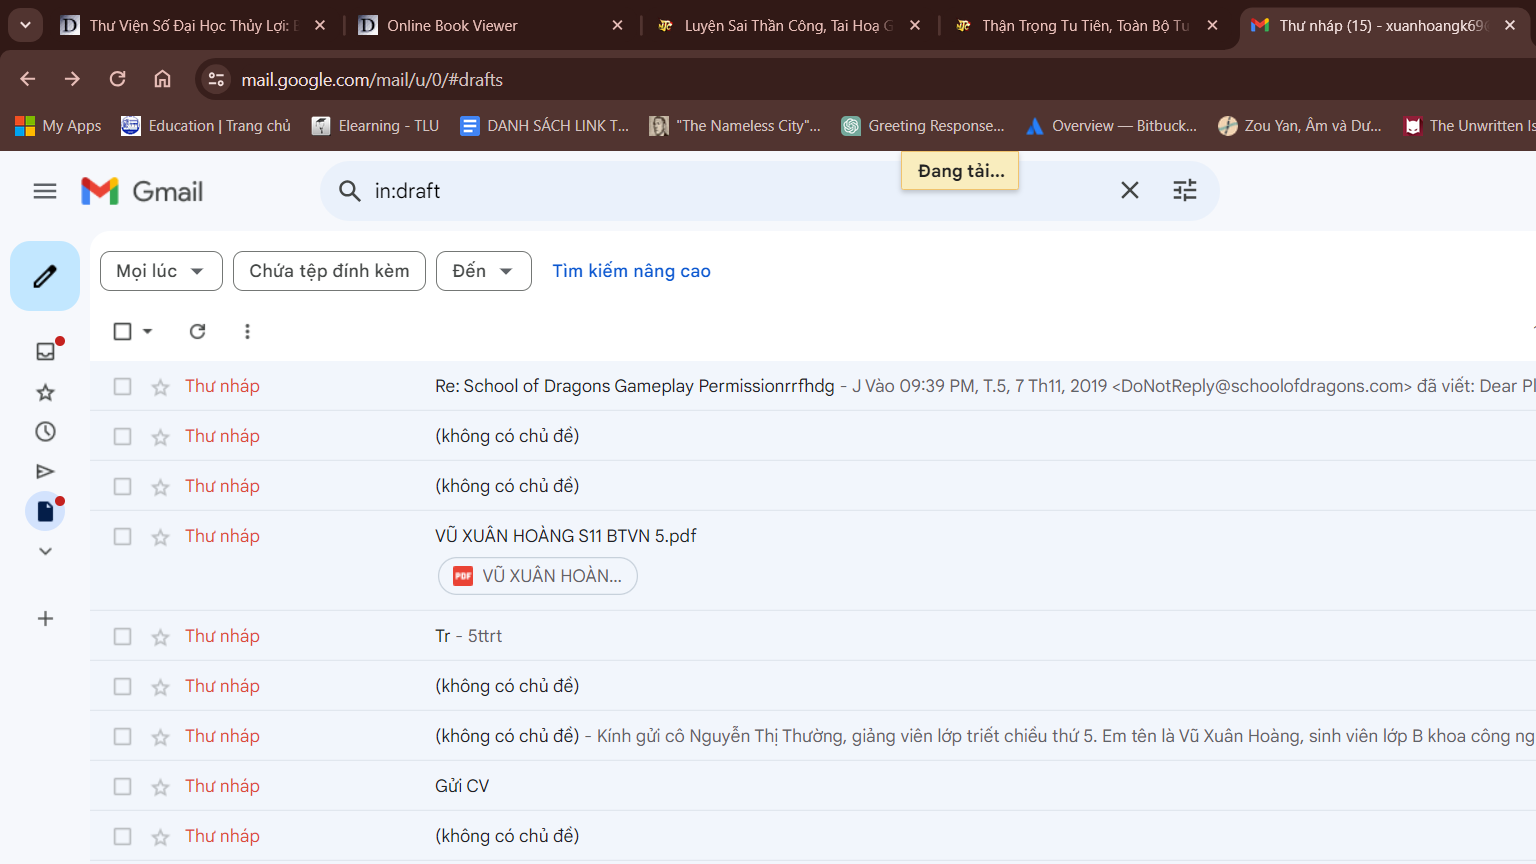 Thư Viện Số Đại Học Thủy Lợi: E
Online Book Viewer
Luyện Sai Thần Công, Tai Hoạ G
Thận Trọng Tu Tiên, Toàn Bộ Tu
Thư nháp (15) - xuanhoangk696
mail.google.com/mail/u/0/#drafts
My Apps
Education | Trang chủ
Elearning - TLU
DANH SÁCH LINK T...
"The Nameless City"...
Greeting Response...
Overview — Bitbuck...
Zou Yan, Âm và Dư...
The Unwritten Is
Đang tải...
Gmail
in:draft
Mọi lúc
Chứa tệp đính kèm
Đến
Tìm kiếm nâng cao
Thư nháp Re: School of Dragons Gameplay Permissionrrfhdg - J Vào 09:39 PM, T.5, 7 Th11, 2019 <DoNotReply@schoolofdragons.com> đã viết: Dear Pl
Thư nháp (không có chủ đề)
Thư nháp (không có chủ đề)
Thư nháp VŨ XUÂN HOÀNG S11 BTVN 5.pdf
PDF VŨ XUÂN HOÀN...
Thư nháp Tr - 5ttrt
Thư nháp (không có chủ đề)
Thư nháp (không có chủ đề) - Kính gửi cô Nguyễn Thị Thường, giảng viên lớp triết chiều thứ 5. Em tên là Vũ Xuân Hoàng, sinh viên lớp B khoa công ng
Thư nháp Gửi CV
Thư nháp (không có chủ đề)